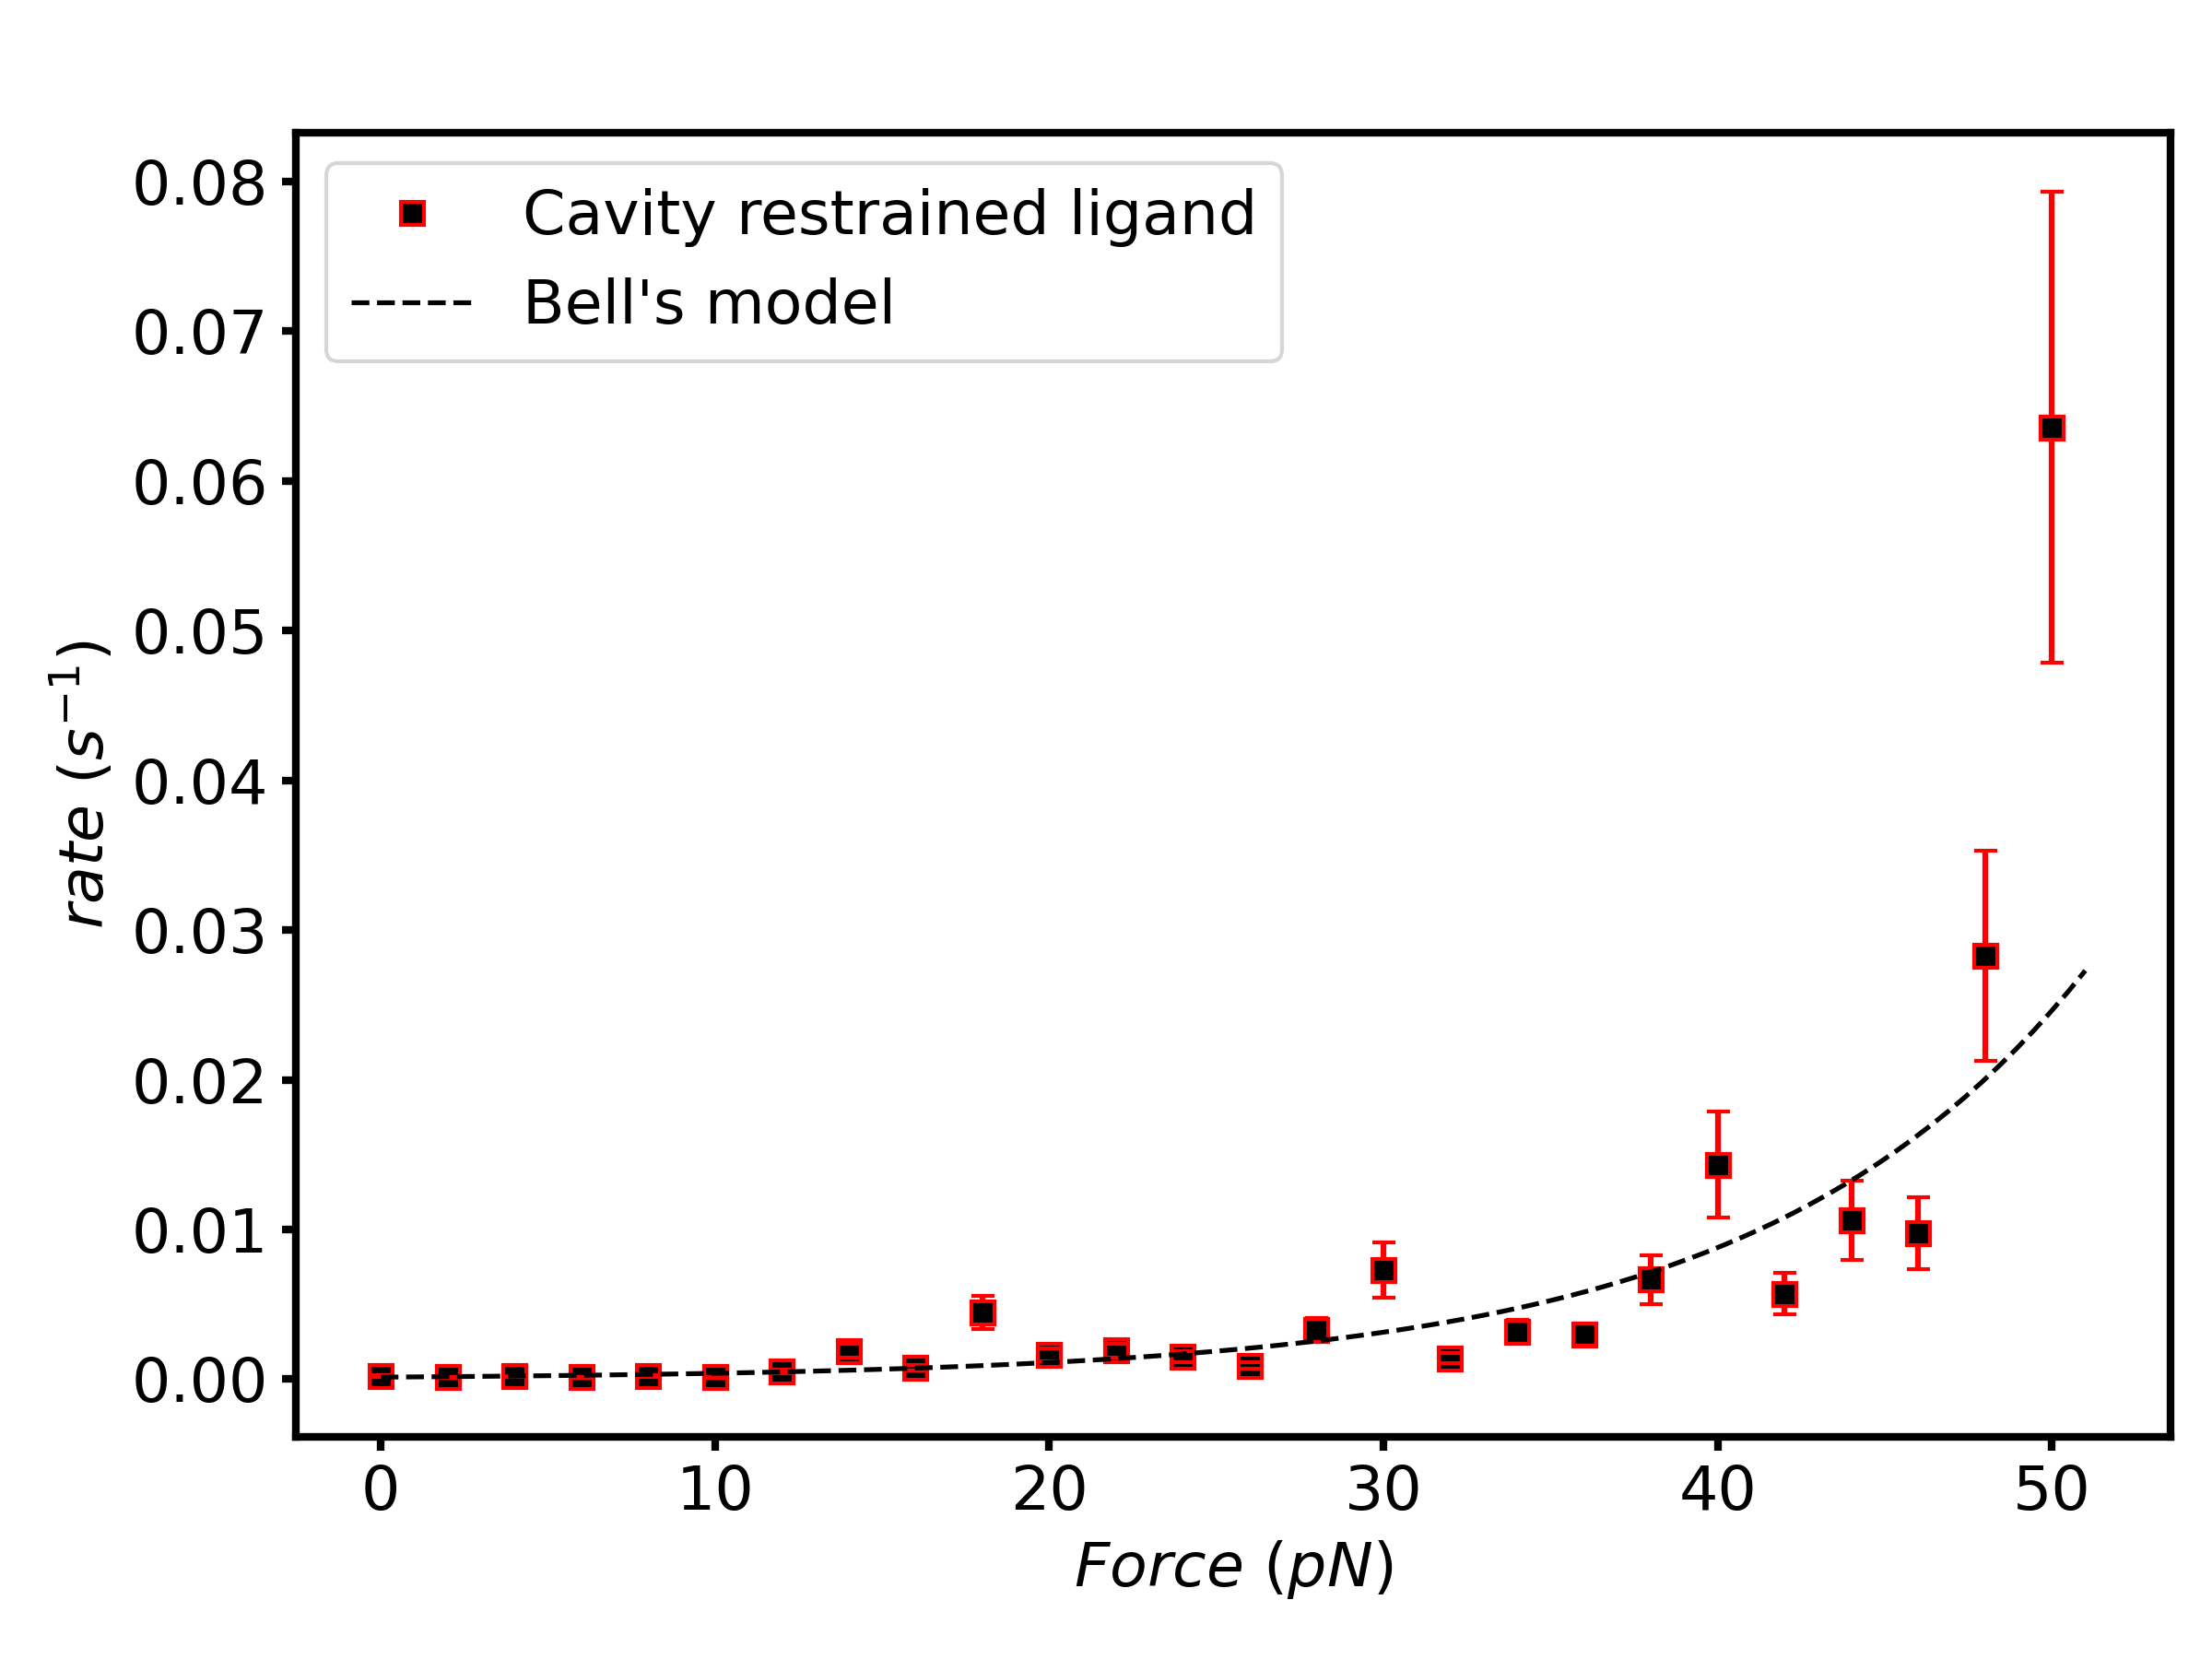 Cavity restrained ligand
Bell's model
0.08
0.07
0.06
0.05
0.04
0.03
0.02
0.01
0.00
rate (s⁻¹)
0 10 20 30 40 50
Force (pN)